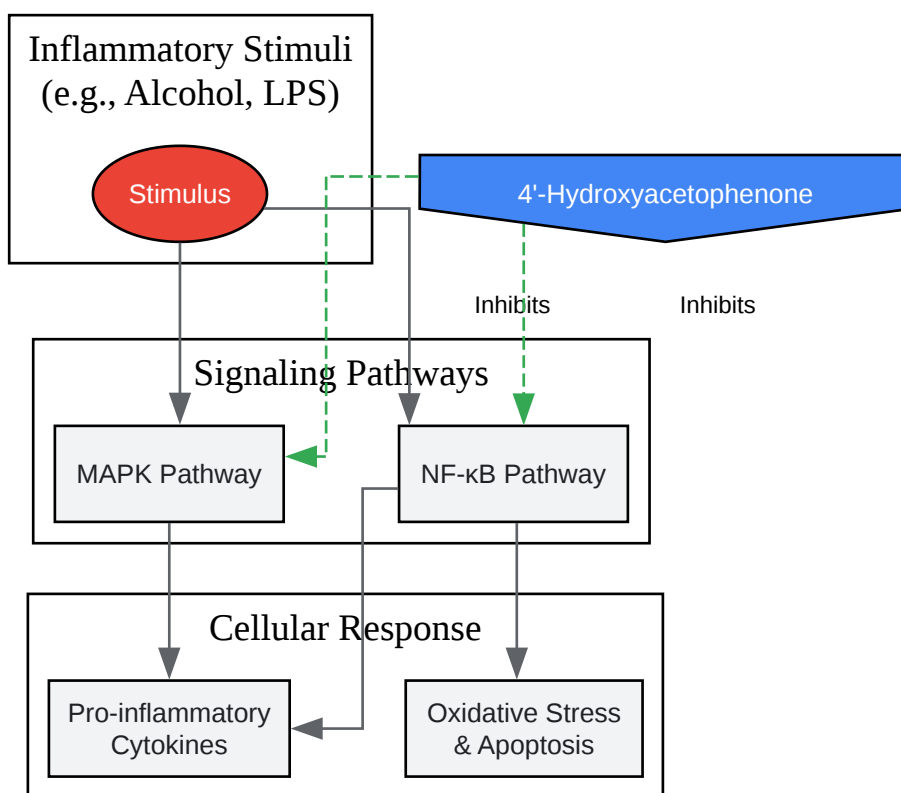 Inflammatory Stimuli
(e.g., Alcohol, LPS)
Stimulus
4'-Hydroxyacetophenone
Inhibits
Inhibits
Signaling Pathways
MAPK Pathway
NF-κB Pathway
Cellular Response
Pro-inflammatory
Cytokines
Oxidative Stress
& Apoptosis